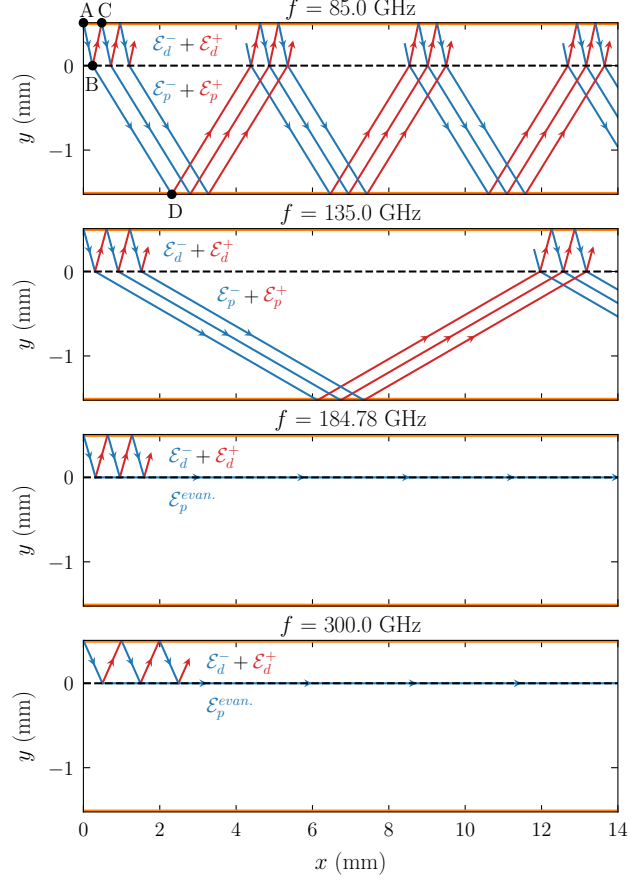 f = 85.0 GHz
A C
ℰ_d^- + ℰ_d^+
0
B
ℰ_p^- + ℰ_p^+
y (mm)
−1
D
f = 135.0 GHz
ℰ_d^- + ℰ_d^+
0
ℰ_p^- + ℰ_p^+
y (mm)
−1
f = 184.78 GHz
ℰ_d^- + ℰ_d^+
0
ℰ_p^{evan.}
y (mm)
−1
f = 300.0 GHz
ℰ_d^- + ℰ_d^+
0
ℰ_p^{evan.}
y (mm)
−1
0 2 4 6 8 10 12 14
x (mm)